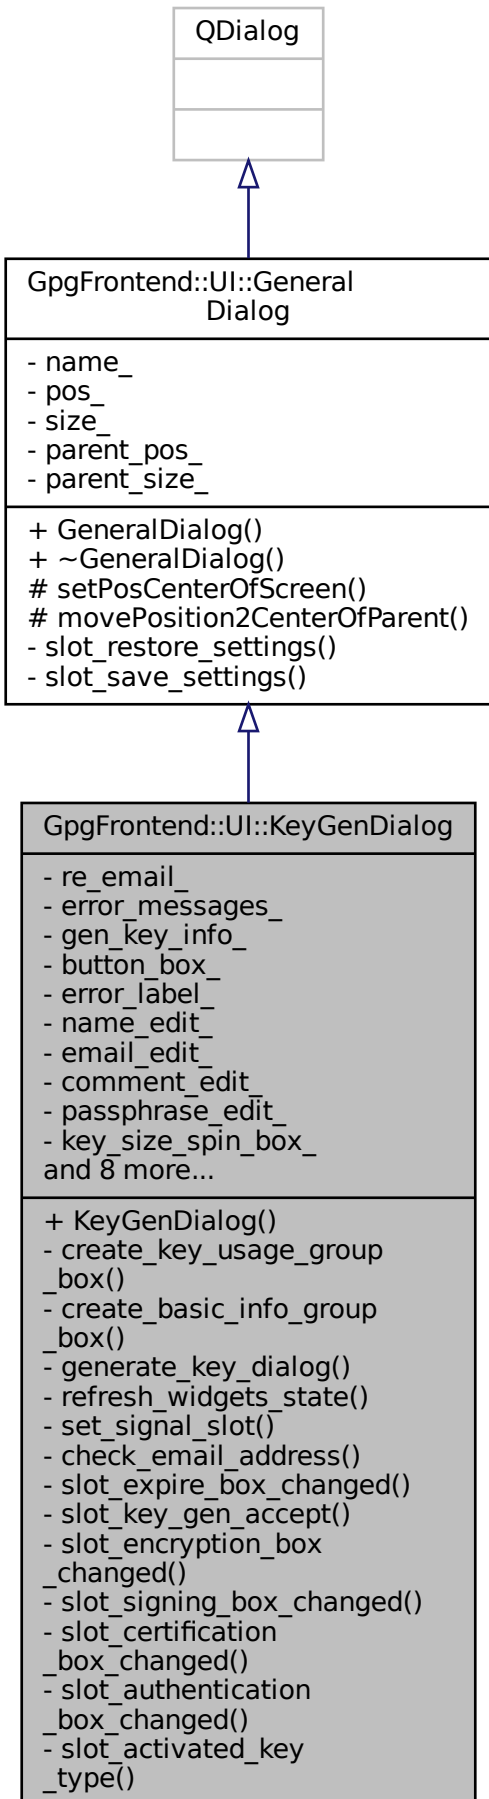 QDialog
GpgFrontend::UI::General
Dialog
- name_
- pos_
- size_
- parent_pos_
- parent_size_
+ GeneralDialog()
+ ~GeneralDialog()
# setPosCenterOfScreen()
# movePosition2CenterOfParent()
- slot_restore_settings()
- slot_save_settings()
GpgFrontend::UI::KeyGenDialog
- re_email_
- error_messages_
- gen_key_info_
- button_box_
- error_label_
- name_edit_
- email_edit_
- comment_edit_
- passphrase_edit_
- key_size_spin_box_
and 8 more...
+ KeyGenDialog()
- create_key_usage_group
_box()
- create_basic_info_group
_box()
- generate_key_dialog()
- refresh_widgets_state()
- set_signal_slot()
- check_email_address()
- slot_expire_box_changed()
- slot_key_gen_accept()
- slot_encryption_box
_changed()
- slot_signing_box_changed()
- slot_certification
_box_changed()
- slot_authentication
_box_changed()
- slot_activated_key
_type()